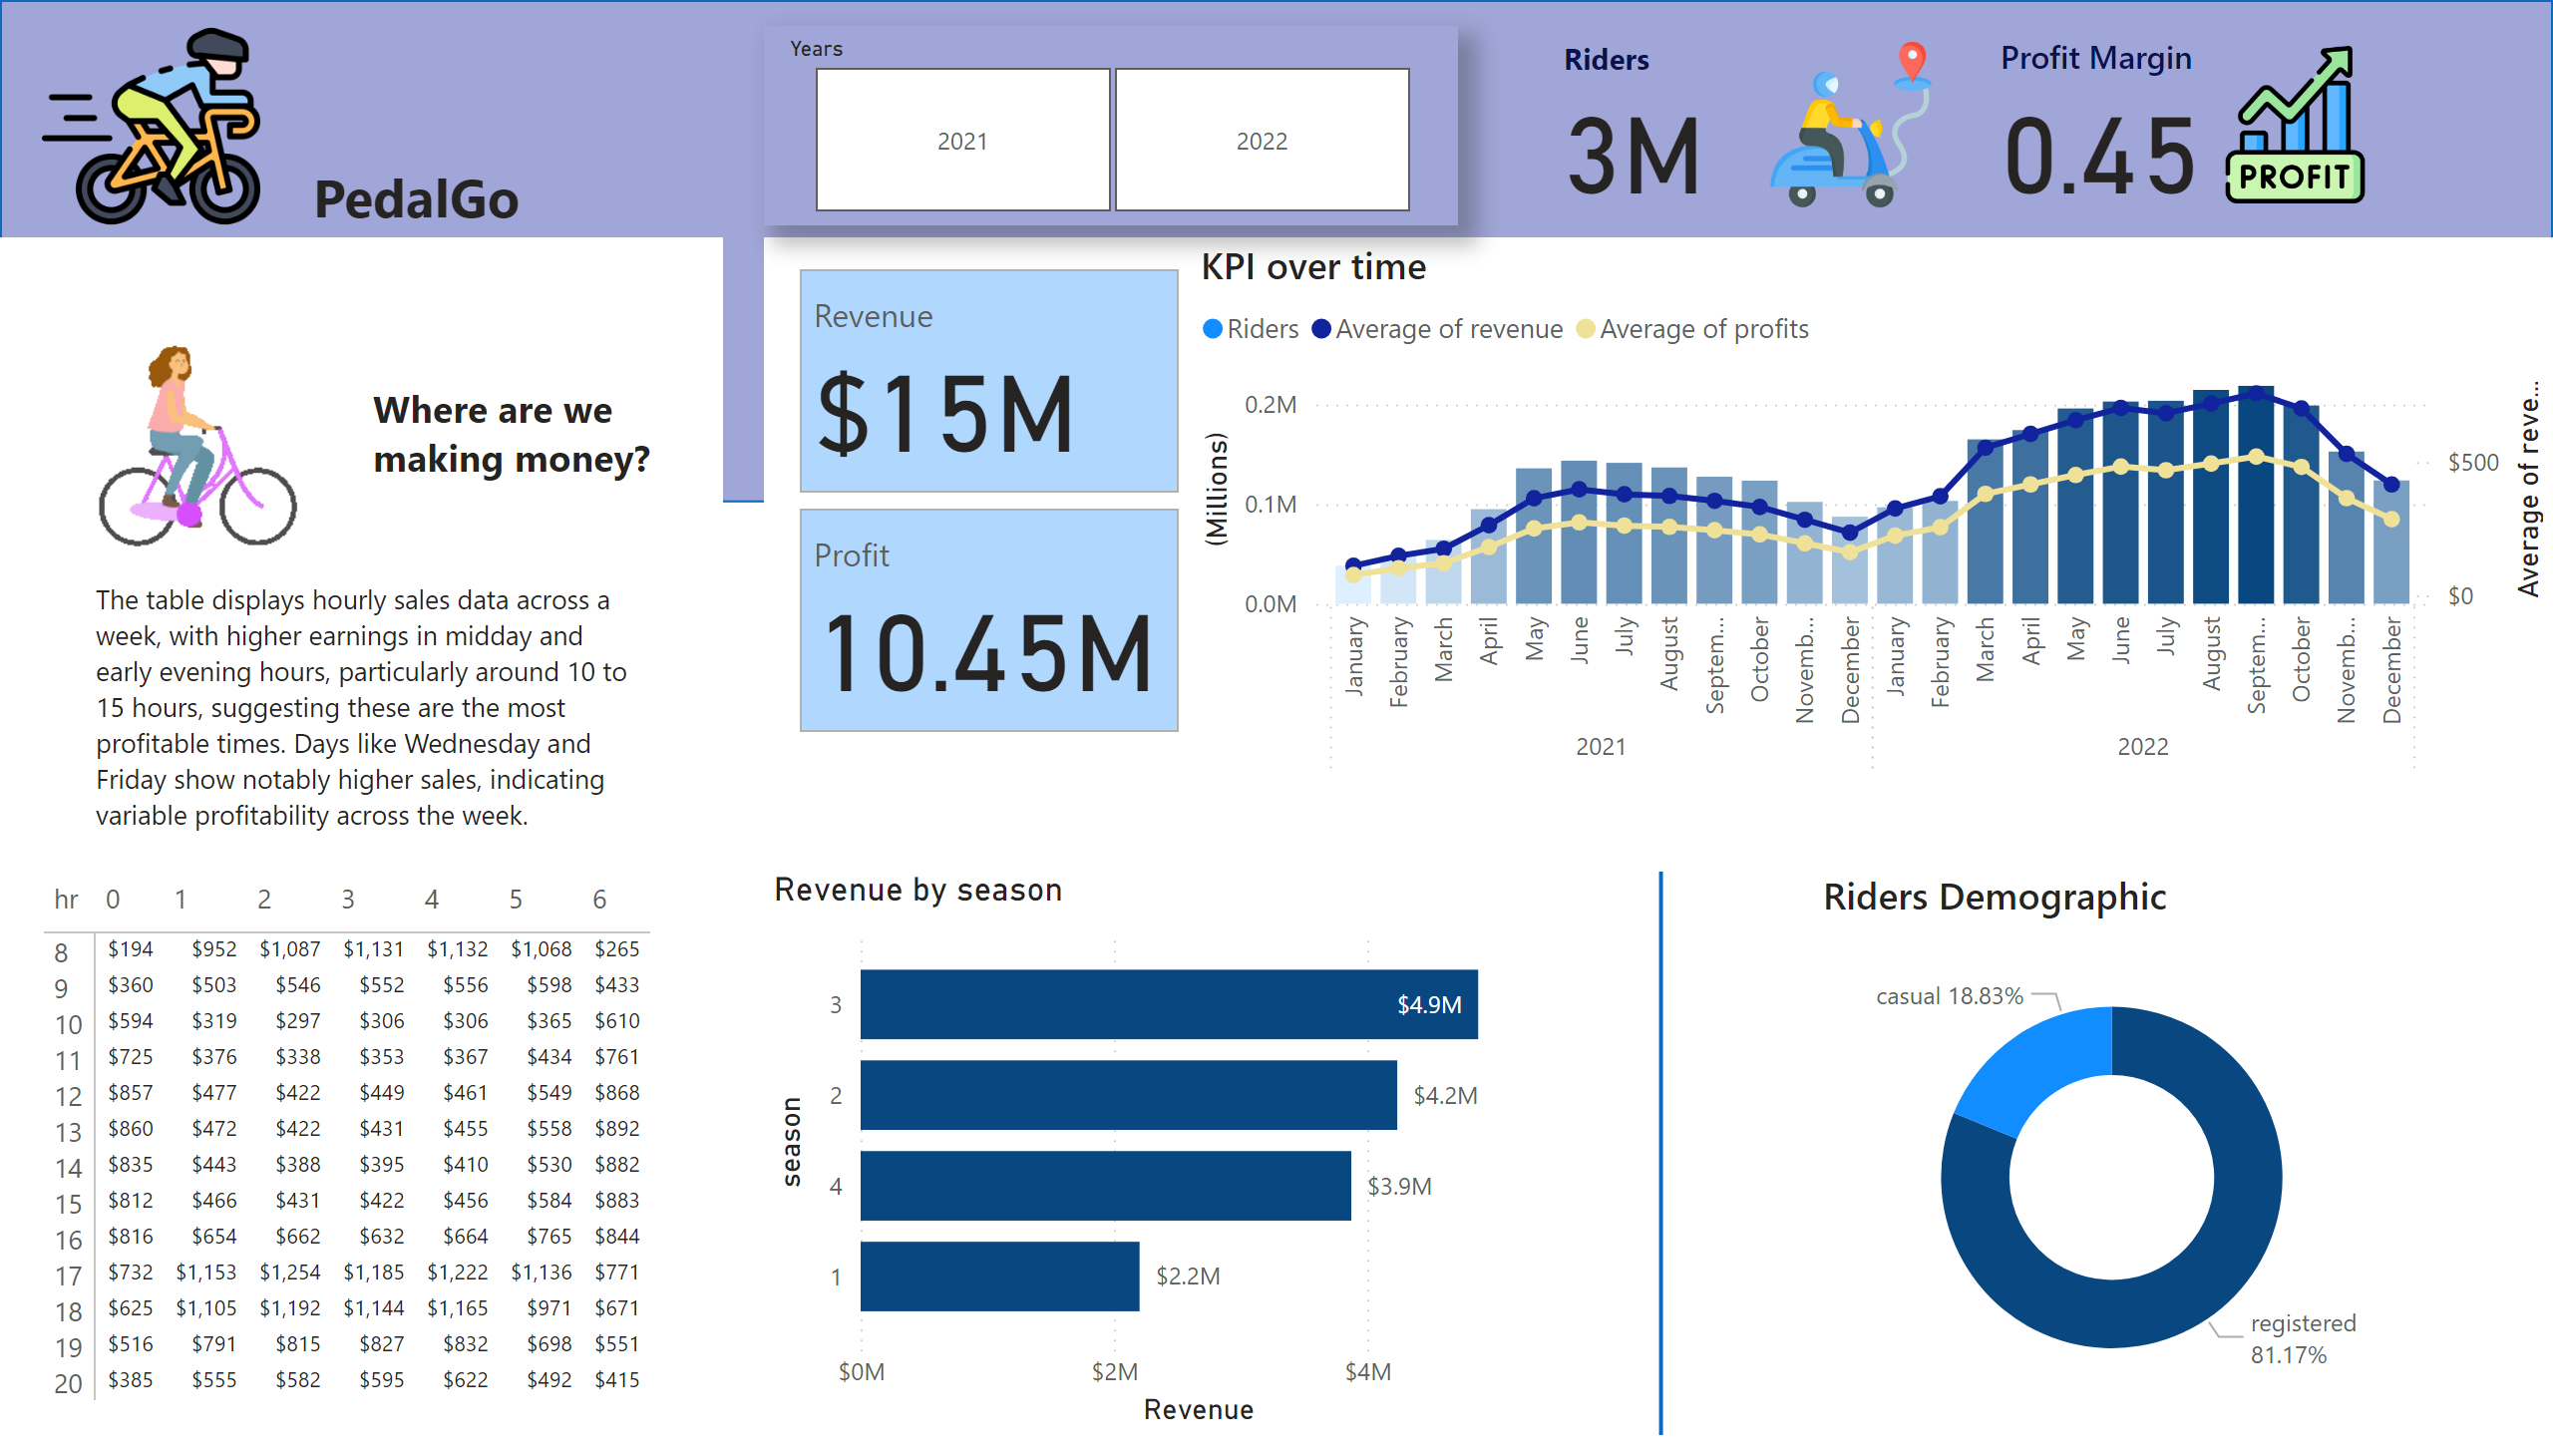 PedalGo
Years
2021
2022
Riders
3M
Profit Margin
0.45
PROFIT
Where are we
making money?
The table displays hourly sales data across a
week, with higher earnings in midday and
early evening hours, particularly around 10 to
15 hours, suggesting these are the most
profitable times. Days like Wednesday and
Friday show notably higher sales, indicating
variable profitability across the week.
hr 0 1 2 3 4 5 6
8 $194 $952 $1,087 $1,131 $1,132 $1,068 $265
9 $360 $503 $546 $552 $556 $598 $433
10 $594 $319 $297 $306 $306 $365 $610
11 $725 $376 $338 $353 $367 $434 $761
12 $857 $477 $422 $449 $461 $549 $868
13 $860 $472 $422 $431 $455 $558 $892
14 $835 $443 $388 $395 $410 $530 $882
15 $812 $466 $431 $422 $456 $584 $883
16 $816 $654 $662 $632 $664 $765 $844
17 $732 $1,153 $1,254 $1,185 $1,222 $1,136 $771
18 $625 $1,105 $1,192 $1,144 $1,165 $971 $671
19 $516 $791 $815 $827 $832 $698 $551
20 $385 $555 $582 $595 $622 $492 $415
Revenue
$15M
Profit
10.45M
KPI over time
Riders Average of revenue Average of profits
(Millions)
0.2M
0.1M
0.0M
$500
$0
Average of reve...
January February March April May June July August Septem... October Novemb... December January February March April May June July August Septem... October Novemb... December
2021 2022
Revenue by season
season
3 $4.9M
2 $4.2M
4 $3.9M
1 $2.2M
$0M $2M $4M
Revenue
Riders Demographic
casual 18.83%
registered
81.17%